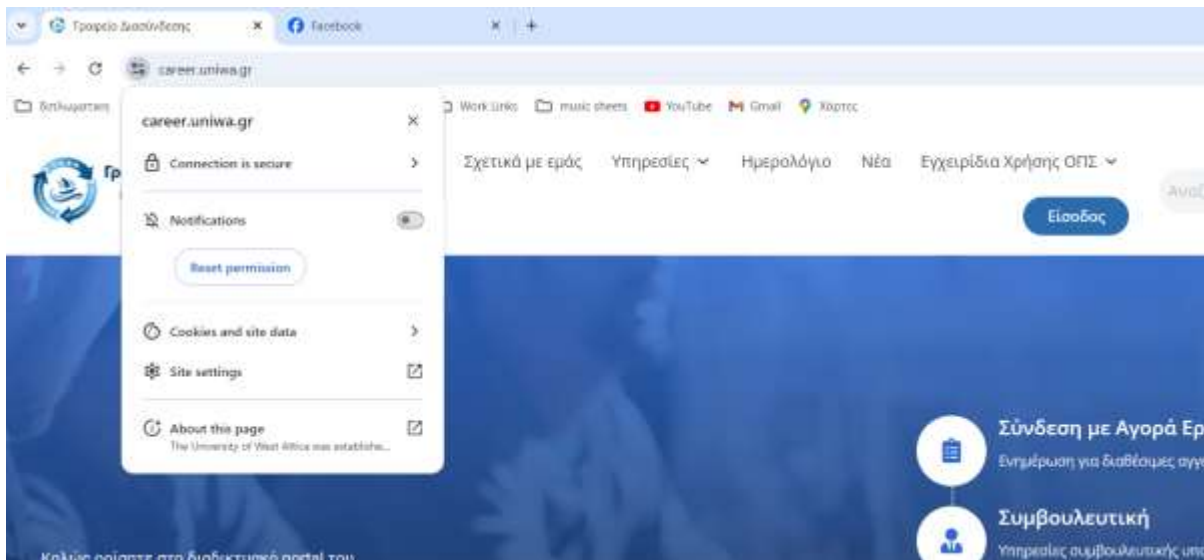 Γραφείο Διασύνδεσης
Facebook
career.uniwa.gr
Work Links
music sheets
YouTube
Gmail
Χάρτες
career.uniwa.gr
Connection is secure
Notifications
Reset permission
Cookies and site data
Site settings
About this page
The University of West Attica was establishe...
Γρ
Σχετικά με εμάς
Υπηρεσίες
Ημερολόγιο
Νέα
Εγχειρίδια Χρήσης ΟΠΣ
Είσοδος
Σύνδεση με Αγορά Ερ
Ενημέρωση για διαθέσιμες αγγε
Συμβουλευτική
Υπηρεσίες συμβουλευτικής
Καλώς ορίσατε στο διαδικτυακό portal του